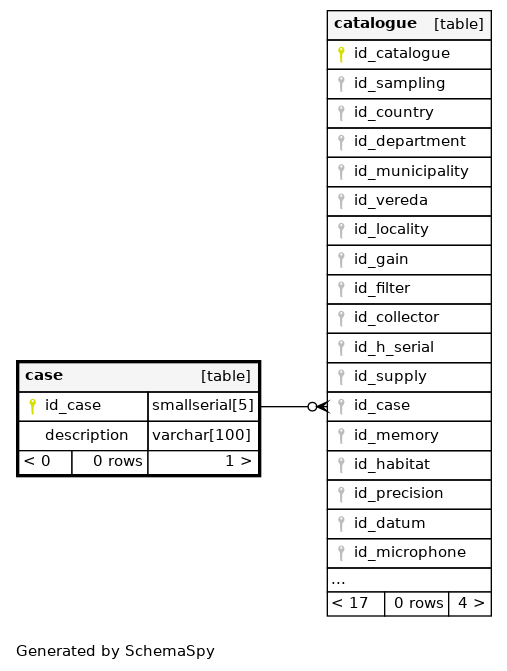 catalogue [table]
id_catalogue
id_sampling
id_country
id_department
id_municipality
id_vereda
id_locality
id_gain
id_filter
id_collector
id_h_serial
id_supply
id_case
id_memory
id_habitat
id_precision
id_datum
id_microphone
...
< 17 0 rows 4 >
case [table]
id_case smallserial[5]
description varchar[100]
< 0 0 rows 1 >
Generated by SchemaSpy